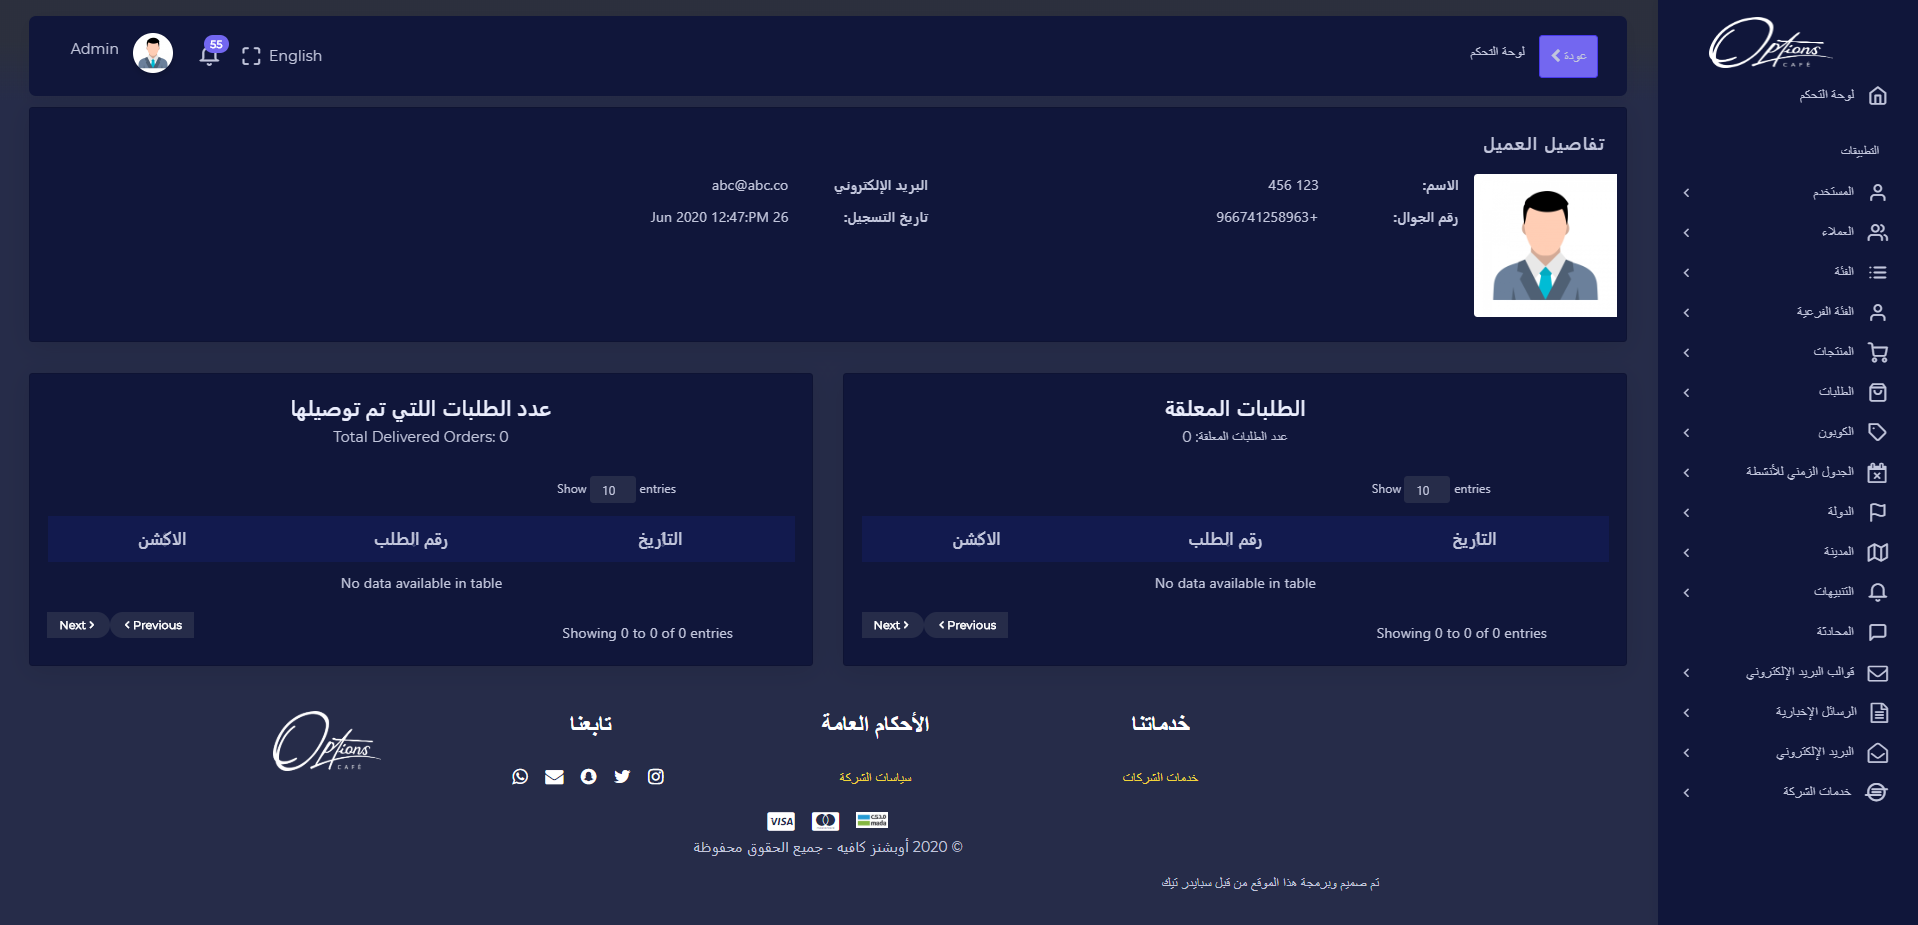 Options
CAFÉ
لوحة التحكم
التطبيقات
المستخدم
العملاء
الفئة
الفئة الفرعية
المنتجات
الطلبات
الكوبون
الجدول الزمني للأنشطة
الدولة
المدينة
التنبيهات
المحادثة
قوالب البريد الإلكتروني
الرسائل الإخبارية
البريد الإلكتروني
خدمات الشركة
عودة
لوحة التحكم
English
55
Admin
تفاصيل العميل
الاسم: 123 456
البريد الإلكتروني abc@abc.co
رقم الجوال: +966741258963
تاريخ التسجيل: 26 Jun 2020 12:47:PM
الطلبات المعلقة
عدد الطلبات المعلقة: 0
Show 10 entries
التاريخ رقم الطلب الاكشن
No data available in table
Showing 0 to 0 of 0 entries
Previous Next
عدد الطلبات اللتي تم توصيلها
Total Delivered Orders: 0
Show 10 entries
التاريخ رقم الطلب الاكشن
No data available in table
Showing 0 to 0 of 0 entries
Previous Next
خدماتنا
خدمات الشركات
الأحكام العامة
سياسات الشركة
تابعنا
Options
CAFÉ
VISA
mada
© 2020 أوبشنز كافيه - جميع الحقوق محفوظة
تم صميم وبرمجة هذا الموقع من قبل سبايدر تيك